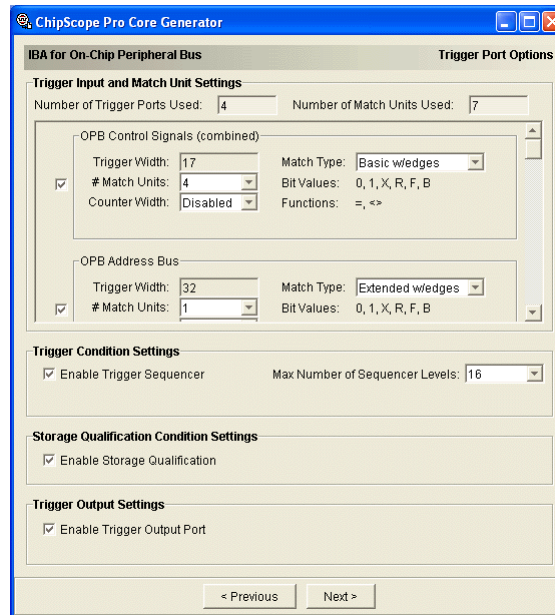 ChipScope Pro Core Generator
IBA for On-Chip Peripheral Bus Trigger Port Options
Trigger Input and Match Unit Settings
Number of Trigger Ports Used: 4 Number of Match Units Used: 7
OPB Control Signals (combined)
Trigger Width: 17 Match Type: Basic w/edges
# Match Units: 4 Bit Values: 0, 1, X, R, F, B
Counter Width: Disabled Functions: =, <>
OPB Address Bus
Trigger Width: 32 Match Type: Extended w/edges
# Match Units: 1 Bit Values: 0, 1, X, R, F, B
Trigger Condition Settings
Enable Trigger Sequencer Max Number of Sequencer Levels: 16
Storage Qualification Condition Settings
Enable Storage Qualification
Trigger Output Settings
Enable Trigger Output Port
< Previous Next >